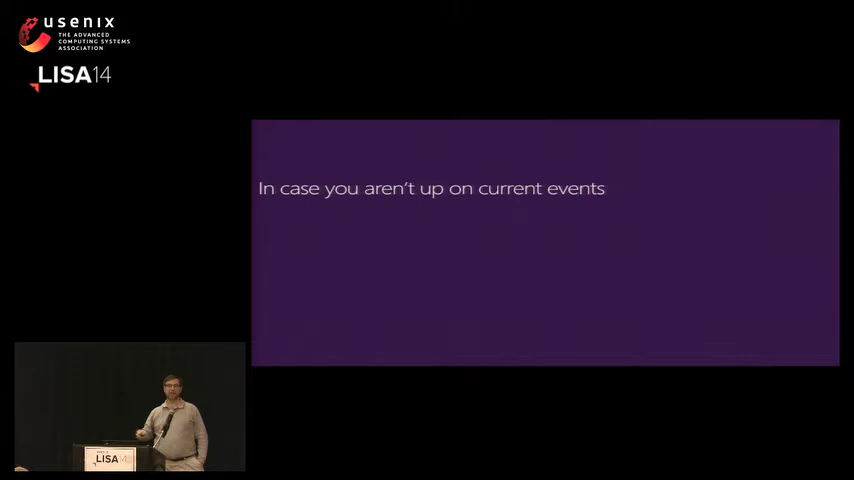 usenix
THE ADVANCED
COMPUTING SYSTEMS
ASSOCIATION
LISA14
In case you aren't up on current events
LISA14